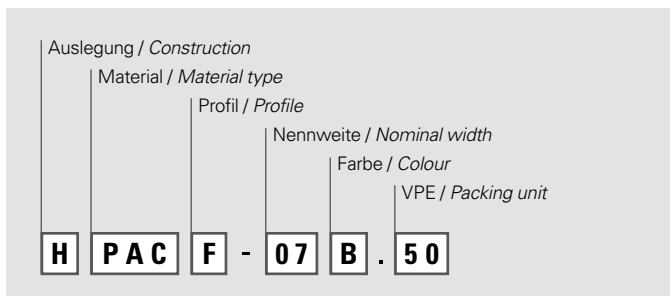 Auslegung / Construction
Material / Material type
Profil / Profile
Nennweite / Nominal width
Farbe / Colour
VPE / Packing unit
H PAC F - 07 B . 50